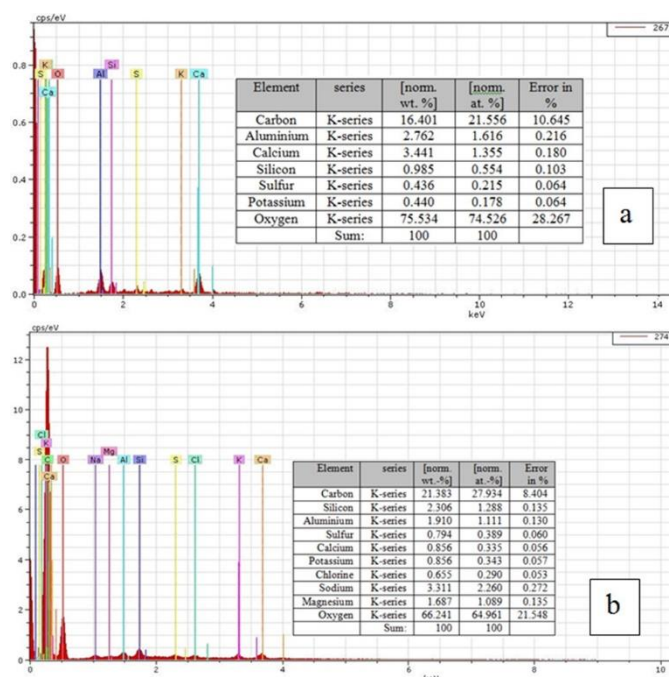 cps/eV
267
1.0
0.8
0.6
0.4
0.2
0.0
K
S
O
Ca
Al
Si
S
K
Ca
Element series [norm. wt. %] [norm. at. %] Error in %
Carbon K-series 16.401 21.556 10.645
Aluminium K-series 2.762 1.616 0.216
Calcium K-series 3.441 1.355 0.180
Silicon K-series 0.985 0.554 0.103
Sulfur K-series 0.436 0.215 0.064
Potassium K-series 0.440 0.178 0.064
Oxygen K-series 75.534 74.526 28.267
Sum: 100 100
a
0 2 4 6 8 10 12 14
keV
cps/eV
274
12
10
8
6
4
2
0
Cl
K
S
C
O
Ca
Na
Mg
Al
Si
S
Cl
K
Ca
Element series [norm. wt.-%] [norm. at.-%] Error in %
Carbon K-series 21.383 27.934 8.404
Silicon K-series 2.306 1.288 0.135
Aluminium K-series 1.910 1.111 0.130
Sulfur K-series 0.794 0.389 0.060
Calcium K-series 0.856 0.335 0.056
Potassium K-series 0.856 0.343 0.057
Chlorine K-series 0.655 0.290 0.053
Sodium K-series 3.311 2.260 0.272
Magnesium K-series 1.687 1.089 0.135
Oxygen K-series 66.241 64.961 21.548
Sum: 100 100
b
0 2 4 6 8 10